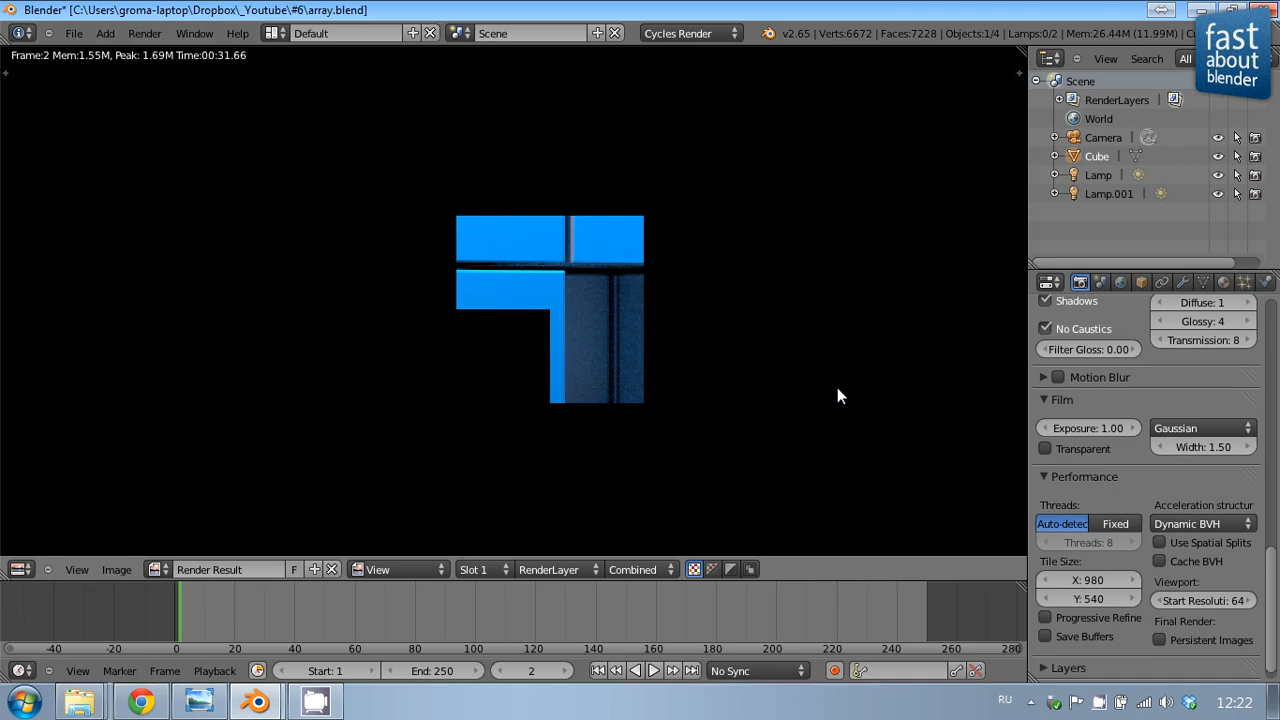 Blender* [C:\Users\groma-laptop\Dropbox\_Youtube\#6\array.blend]
File Add Render Window Help Default Scene Cycles Render v2.65 | Verts:6672 | Faces:7228 | Objects:1/4 | Lamps:0/2 | Mem:26.44M (11.99M) |
Frame:2 Mem:1.55M, Peak: 1.69M Time:00:31.66
View Search All
fast
about
blender
Scene
RenderLayers
World
Camera
Cube
Lamp
Lamp.001
Shadows
Diffuse: 1
No Caustics
Glossy: 4
Filter Gloss: 0.00
Transmission: 8
Motion Blur
Film
Exposure: 1.00
Gaussian
Transparent
Width: 1.50
Performance
Threads:
Acceleration structur
Auto-detec Fixed
Dynamic BVH
Threads: 8
Use Spatial Splits
Tile Size:
Cache BVH
X: 980
Viewport:
Y: 540
Start Resoluti: 64
Progressive Refine
Final Render:
Save Buffers
Persistent Images
Layers
View Image Render Result F View Slot 1 RenderLayer Combined
-40 -20 0 20 40 60 80 100 120 140 160 180 200 220 240 260 280
View Marker Frame Playback Start: 1 End: 250 2 No Sync
RU 12:22